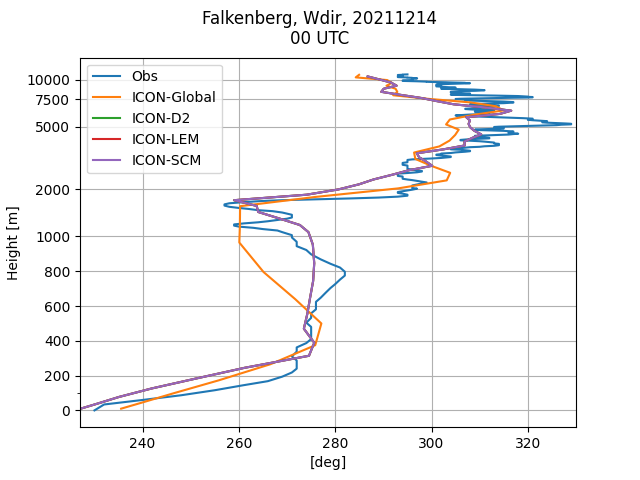 Falkenberg, Wdir, 20211214
00 UTC
Obs
ICON-Global
ICON-D2
ICON-LEM
ICON-SCM
10000
7500
5000
2000
1000
800
600
400
200
0
Height [m]
240 260 280 300 320
[deg]